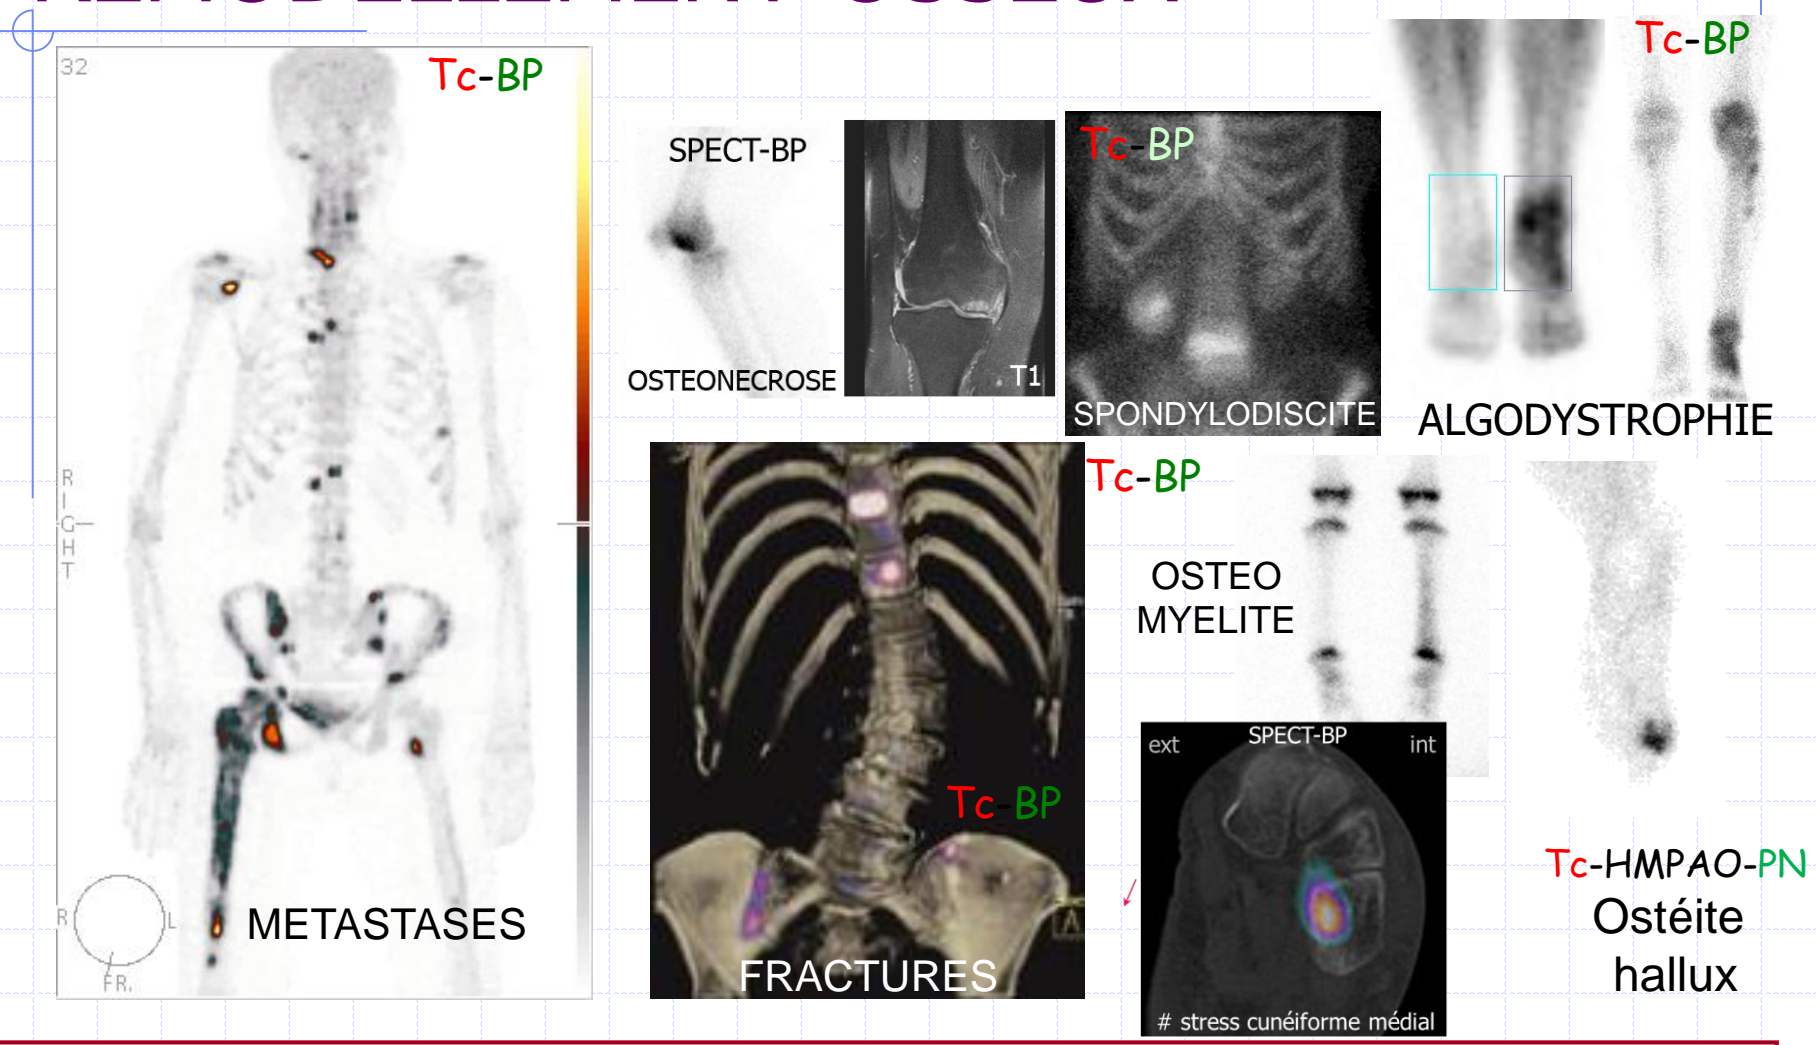 32
Tc-BP
R
I
G
H
T
R
L
FR.
METASTASES
SPECT-BP
OSTEONECROSE
T1
Tc-BP
SPONDYLODISCITE
Tc-BP
ALGODYSTROPHIE
Tc-BP
FRACTURES
Tc-BP
OSTEO
MYELITE
ext
SPECT-BP
int
# stress cunéiforme médial
Tc-HMPAO-PN
Ostéite
hallux
A